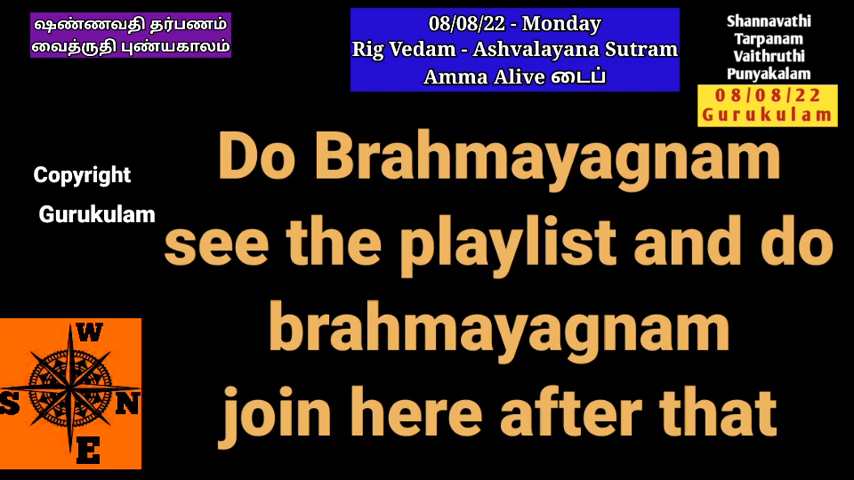 ஷண்ணவதி தர்பணம்
வைத்ருதி புண்யகாலம்
08/08/22 - Monday
Rig Vedam - Ashvalayana Sutram
Amma Alive டைப்
Shannavathi
Tarpanam
Vaithruthi
Punyakalam
08/08/22
Gurukulam
Copyright
Gurukulam
Do Brahmayagnam
see the playlist and do
brahmayagnam
join here after that
W
S N
E